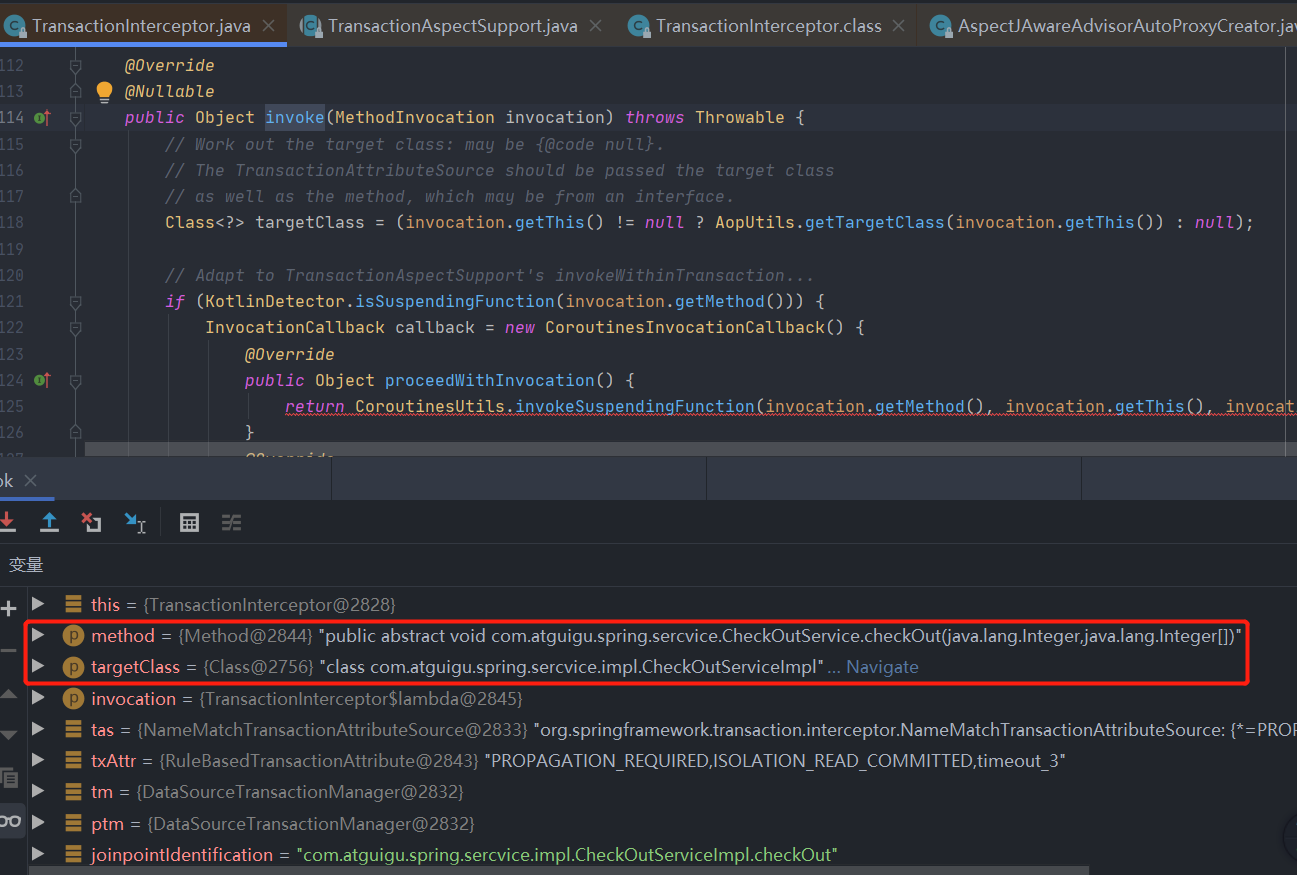 TransactionInterceptor.java TransactionAspectSupport.java TransactionInterceptor.class AspectJAwareAdvisorAutoProxyCreator.jav
112 @Override
113 @Nullable
114 public Object invoke(MethodInvocation invocation) throws Throwable {
115 // Work out the target class: may be {@code null}.
116 // The TransactionAttributeSource should be passed the target class
117 // as well as the method, which may be from an interface.
118 Class<?> targetClass = (invocation.getThis() != null ? AopUtils.getTargetClass(invocation.getThis()) : null);
119
120 // Adapt to TransactionAspectSupport's invokeWithinTransaction...
121 if (KotlinDetector.isSuspendingFunction(invocation.getMethod())) {
122 InvocationCallback callback = new CoroutinesInvocationCallback() {
123 @Override
124 public Object proceedWithInvocation() {
125 return CoroutinesUtils.invokeSuspendingFunction(invocation.getMethod(), invocation.getThis(), invocat
126 }
127 @Override
ok
变量
this = {TransactionInterceptor@2828}
method = {Method@2844} "public abstract void com.atguigu.spring.sercvice.CheckOutService.checkOut(java.lang.Integer,java.lang.Integer[])"
targetClass = {Class@2756} "class com.atguigu.spring.sercvice.impl.CheckOutServiceImpl" ... Navigate
invocation = {TransactionInterceptor$lambda@2845}
tas = {NameMatchTransactionAttributeSource@2833} "org.springframework.transaction.interceptor.NameMatchTransactionAttributeSource: {*=PROP
txAttr = {RuleBasedTransactionAttribute@2843} "PROPAGATION_REQUIRED,ISOLATION_READ_COMMITTED,timeout_3"
tm = {DataSourceTransactionManager@2832}
ptm = {DataSourceTransactionManager@2832}
joinpointIdentification = "com.atguigu.spring.sercvice.impl.CheckOutServiceImpl.checkOut"